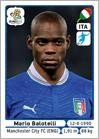 ITA
Mario Balotelli
12-8-1990
Manchester City FC (ENG)
1,91 m
88 kg